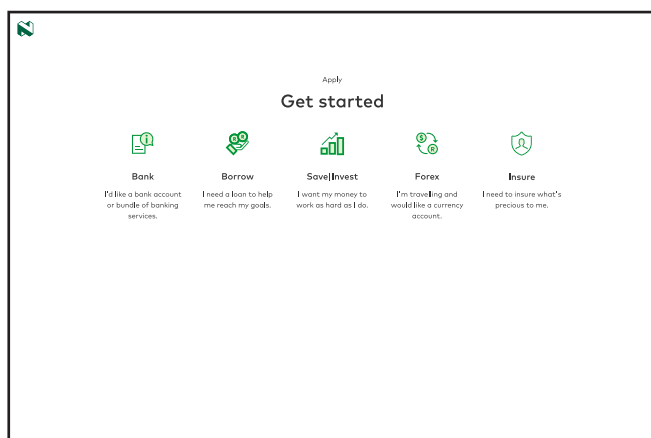 Apply
Get started
Bank
I'd like a bank account
or bundle of banking
services.
Borrow
I need a loan to help
me reach my goals.
Save|Invest
I want my money to
work as hard as I do.
Forex
I'm travelling and
would like a currency
account.
Insure
I need to insure what's
precious to me.